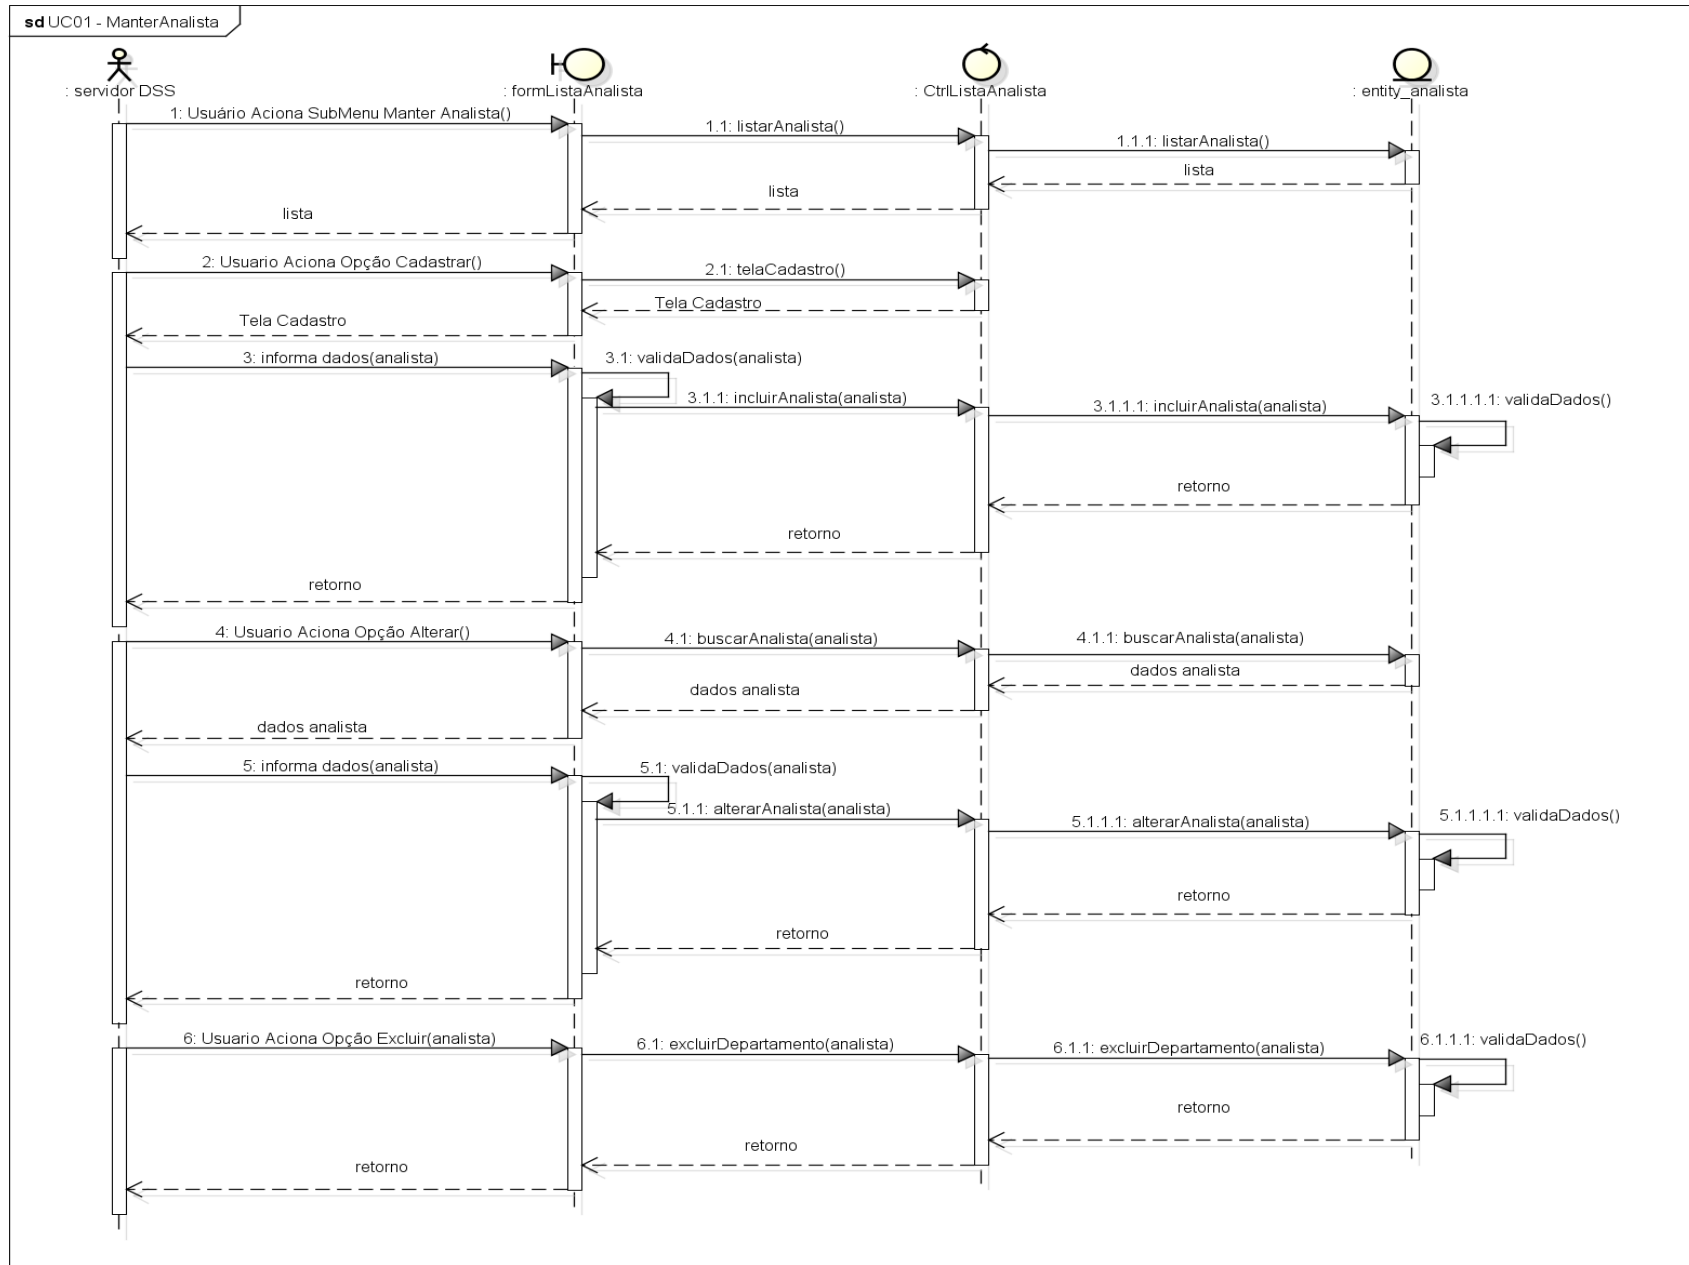 sd UC01 - ManterAnalista
: servidor DSS
: formListaAnalista
: CtrlListaAnalista
: entity_analista
1: Usuário Aciona SubMenu Manter Analista()
1.1: listarAnalista()
1.1.1: listarAnalista()
lista
lista
lista
2: Usuario Aciona Opção Cadastrar()
2.1: telaCadastro()
Tela Cadastro
Tela Cadastro
3: informa dados(analista)
3.1: validaDados(analista)
3.1.1: incluirAnalista(analista)
3.1.1.1: incluirAnalista(analista)
3.1.1.1.1: validaDados()
retorno
retorno
retorno
4: Usuario Aciona Opção Alterar()
4.1: buscarAnalista(analista)
4.1.1: buscarAnalista(analista)
dados analista
dados analista
dados analista
5: informa dados(analista)
5.1: validaDados(analista)
5.1.1: alterarAnalista(analista)
5.1.1.1: alterarAnalista(analista)
5.1.1.1.1: validaDados()
retorno
retorno
retorno
6: Usuario Aciona Opção Excluir(analista)
6.1: excluirDepartamento(analista)
6.1.1: excluirDepartamento(analista)
6.1.1.1: validaDados()
retorno
retorno
retorno